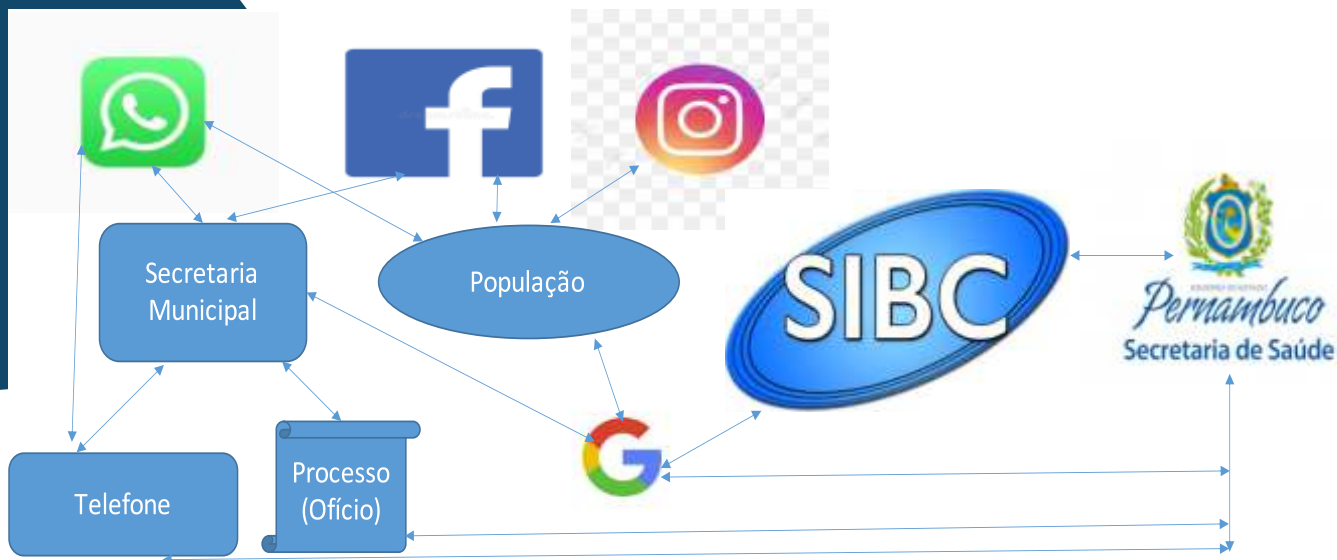 Secretaria
Municipal
População
SIBC
Pernambuco
Secretaria de Saúde
Telefone
Processo
(Ofício)